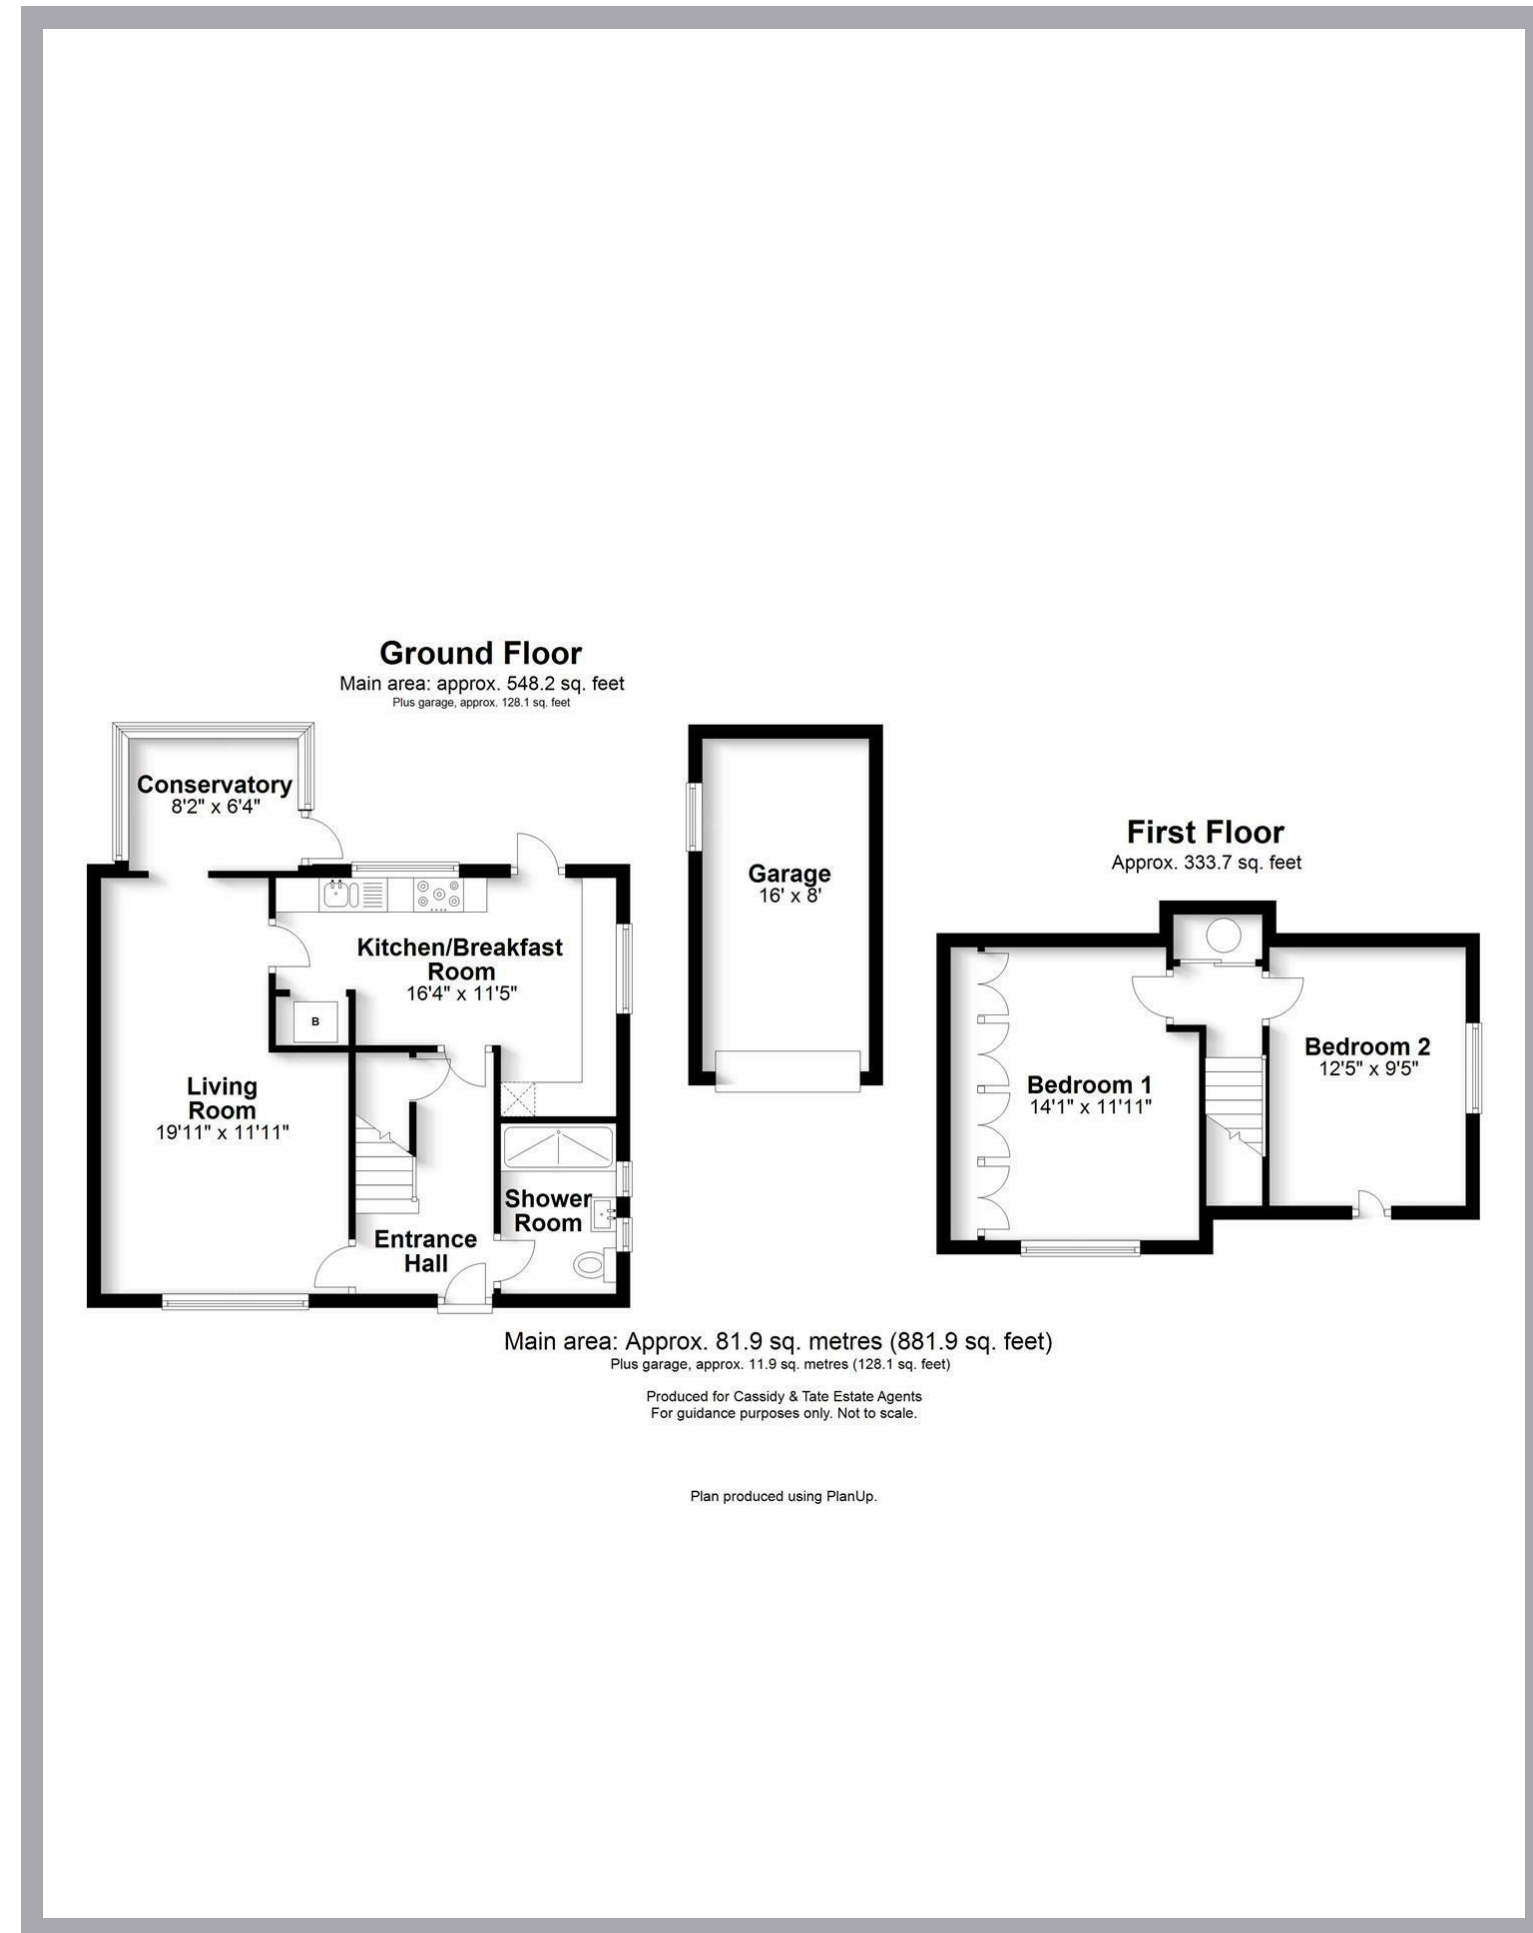 Ground Floor
Main area: approx. 548.2 sq. feet
Plus garage, approx. 128.1 sq. feet
Conservatory
8'2" x 6'4"
Kitchen/Breakfast
Room
16'4" x 11'5"
B
Living
Room
19'11" x 11'11"
Shower
Room
Entrance
Hall
Garage
16' x 8'
First Floor
Approx. 333.7 sq. feet
Bedroom 1
14'1" x 11'11"
Bedroom 2
12'5" x 9'5"
Main area: Approx. 81.9 sq. metres (881.9 sq. feet)
Plus garage, approx. 11.9 sq. metres (128.1 sq. feet)
Produced for Cassidy & Tate Estate Agents
For guidance purposes only. Not to scale.
Plan produced using PlanUp.